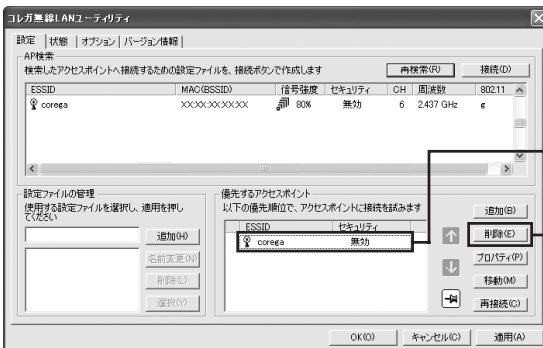 コレガ無線LANユーティリティ
設定 状態 オプション バージョン情報
AP検索
検索したアクセスポイントへ接続するための設定ファイルを、接続ボタンで作成します 再検索(R) 接続(D)
ESSID MAC(BSSID) 信号強度 セキュリティ CH 周波数 802.11
corega XX:XX:XX:XX:XX 80% 無効 6 2.437 GHz g
設定ファイルの管理 優先するアクセスポイント
使用する設定ファイルを選択し、適用を押し
てください
以下の優先順位で、アクセスポイントに接続を試みます 追加(B)
ESSID セキュリティ
追加(H) corega 無効 削除(E)
名前変更(N) プロパティ(P)
削除(L) 移動(M)
選択(Y) 再接続(C)
OK(O) キャンセル(C) 適用(A)